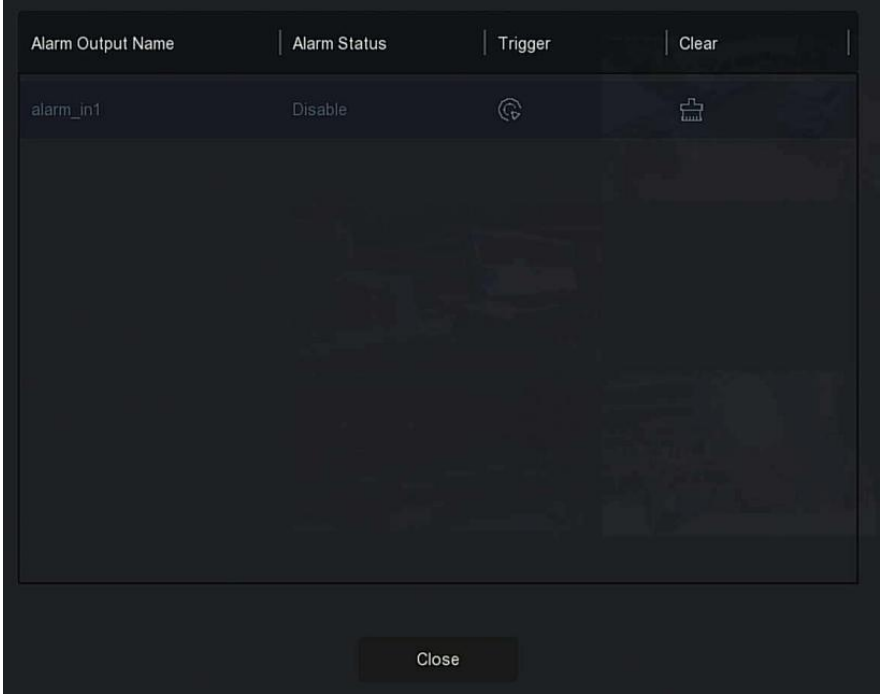 Alarm Output Name Alarm Status Trigger Clear
alarm_in1 Disable
Close